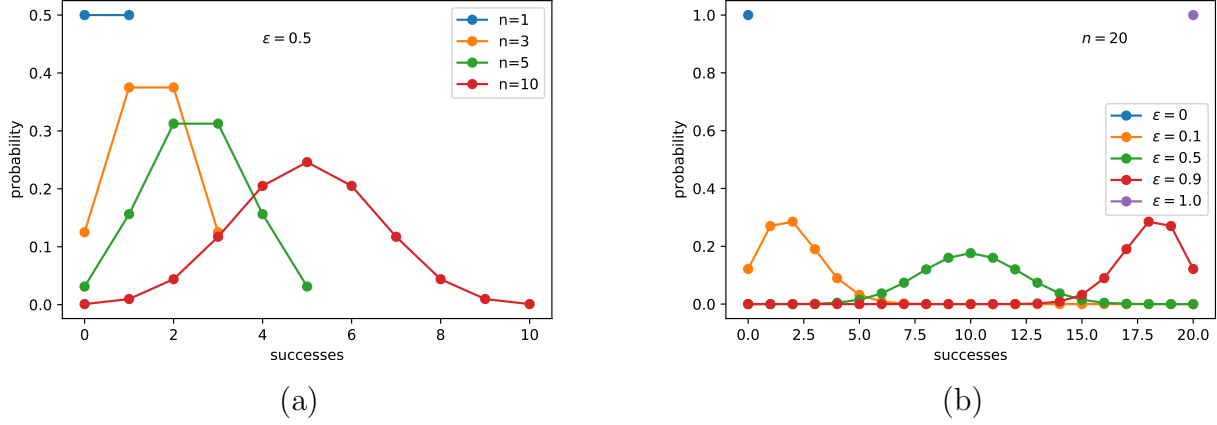 0.5
0.4
0.3
0.2
0.1
0.0
probability
ε = 0.5
n=1
n=3
n=5
n=10
0
2
4
6
8
10
successes
(a)
1.0
0.8
0.6
0.4
0.2
0.0
probability
n = 20
ε = 0
ε = 0.1
ε = 0.5
ε = 0.9
ε = 1.0
0.0
2.5
5.0
7.5
10.0
12.5
15.0
17.5
20.0
successes
(b)